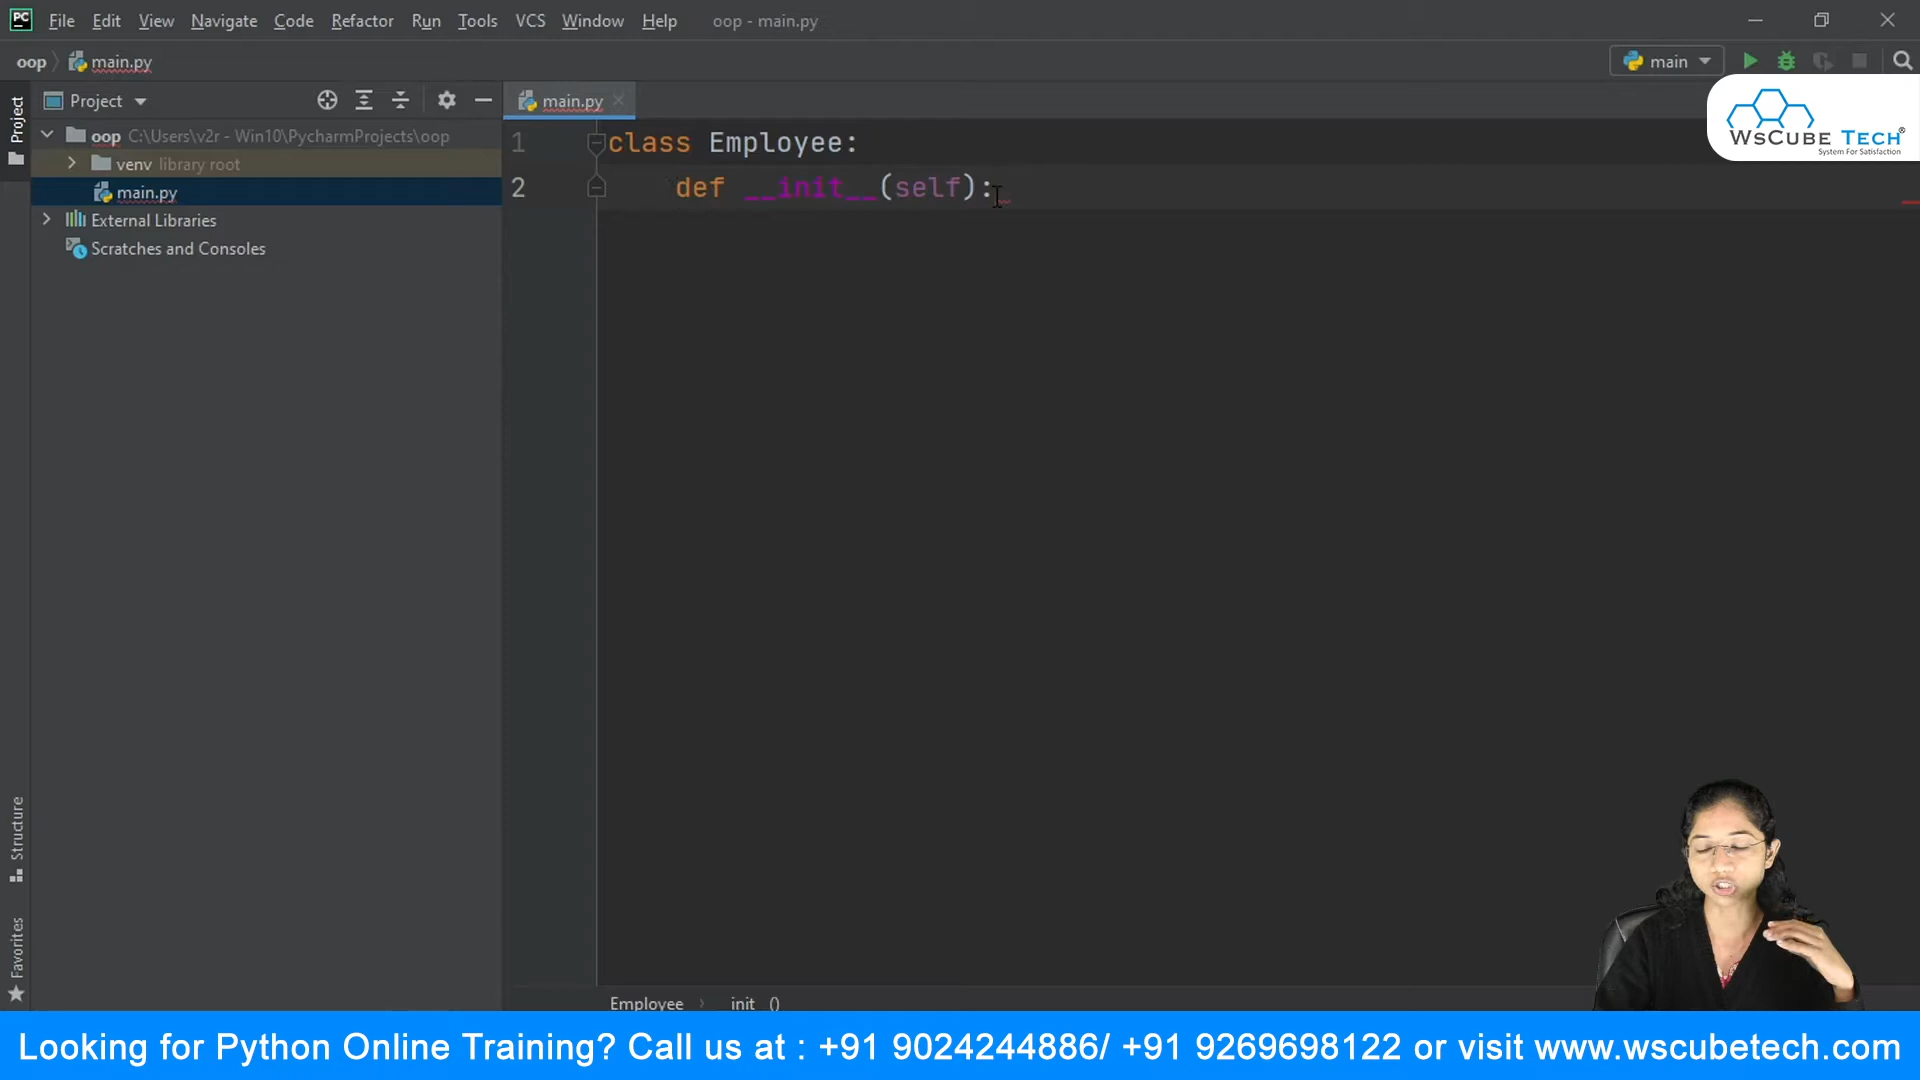 PC File Edit View Navigate Code Refactor Run Tools VCS Window Help oop - main.py
oop main.py main
Project Project main.py
WsCube Tech®
System For Satisfaction
oop C:\Users\v2r - Win10\PycharmProjects\oop
venv library root
main.py
External Libraries
Scratches and Consoles
1 class Employee:
2 def __init__(self):
Structure
Favorites
Employee › init ()
Looking for Python Online Training? Call us at : +91 9024244886/ +91 9269698122 or visit www.wscubetech.com